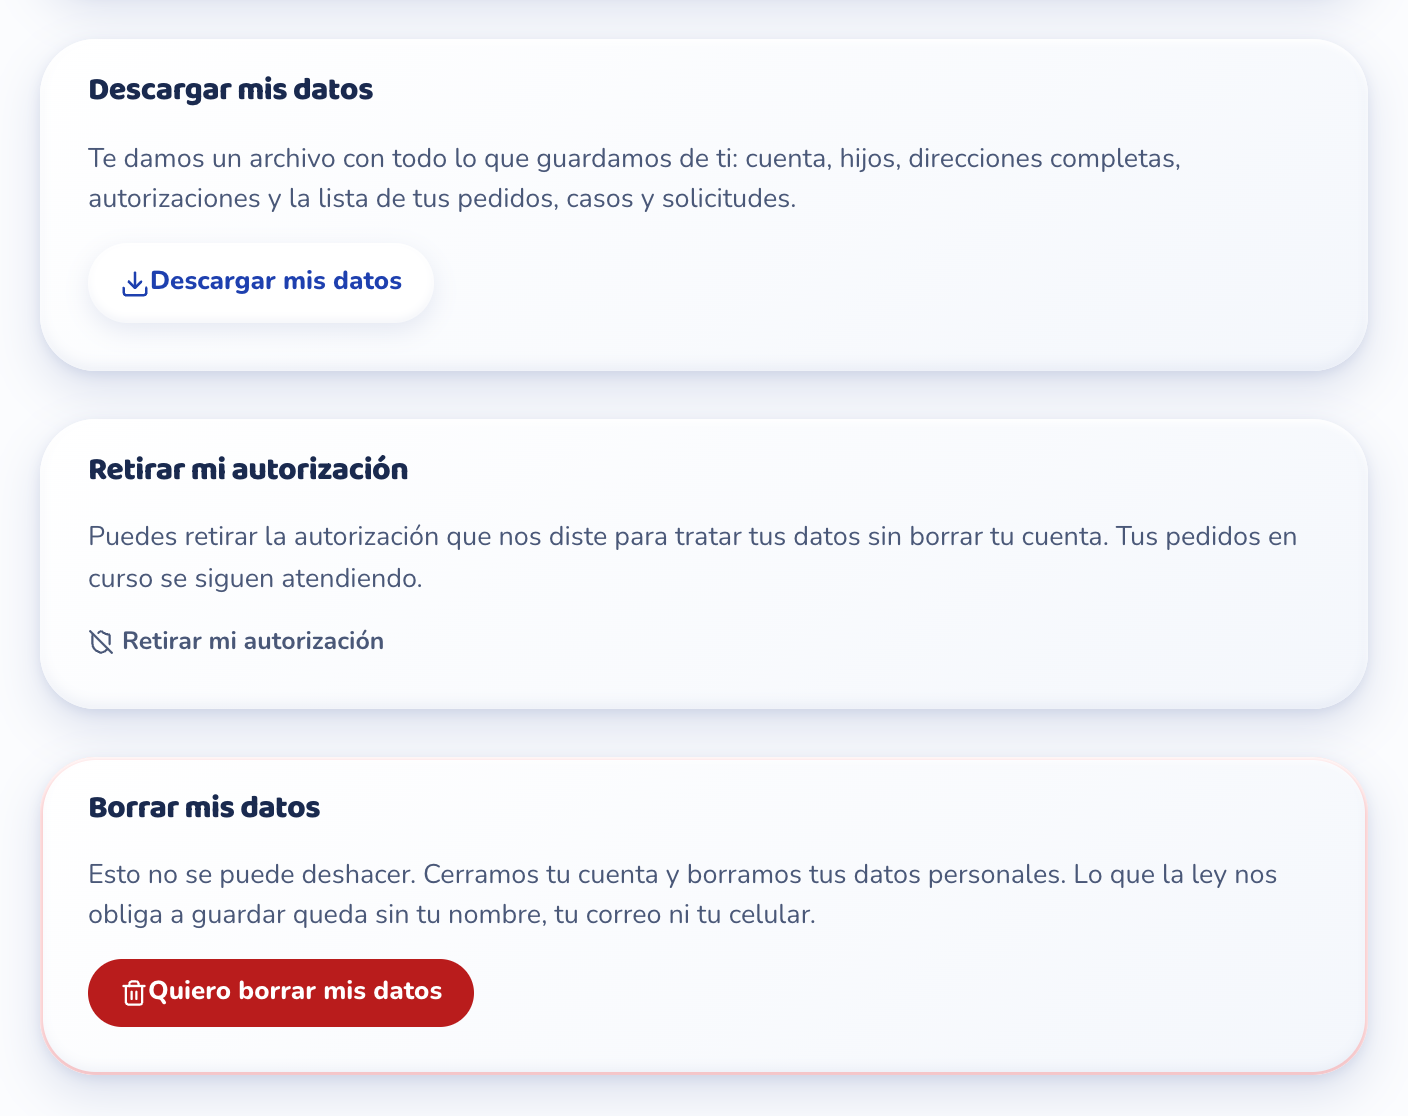 Descargar mis datos
Te damos un archivo con todo lo que guardamos de ti: cuenta, hijos, direcciones completas,
autorizaciones y la lista de tus pedidos, casos y solicitudes.
Descargar mis datos
Retirar mi autorización
Puedes retirar la autorización que nos diste para tratar tus datos sin borrar tu cuenta. Tus pedidos en
curso se siguen atendiendo.
Retirar mi autorización
Borrar mis datos
Esto no se puede deshacer. Cerramos tu cuenta y borramos tus datos personales. Lo que la ley nos
obliga a guardar queda sin tu nombre, tu correo ni tu celular.
Quiero borrar mis datos